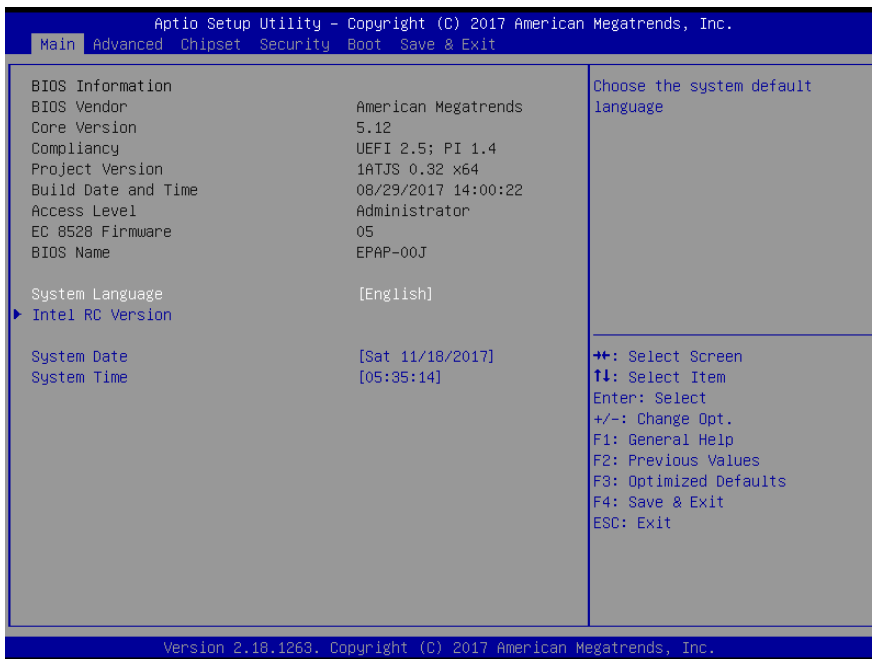 Aptio Setup Utility – Copyright (C) 2017 American Megatrends, Inc.
Main Advanced Chipset Security Boot Save & Exit
BIOS Information
BIOS Vendor American Megatrends
Core Version 5.12
Compliancy UEFI 2.5; PI 1.4
Project Version 1ATJS 0.32 x64
Build Date and Time 08/29/2017 14:00:22
Access Level Administrator
EC 8528 Firmware 05
BIOS Name EPAP-00J
System Language [English]
Intel RC Version
System Date [Sat 11/18/2017]
System Time [05:35:14]
Choose the system default
language
→←: Select Screen
↑↓: Select Item
Enter: Select
+/-: Change Opt.
F1: General Help
F2: Previous Values
F3: Optimized Defaults
F4: Save & Exit
ESC: Exit
Version 2.18.1263. Copyright (C) 2017 American Megatrends, Inc.